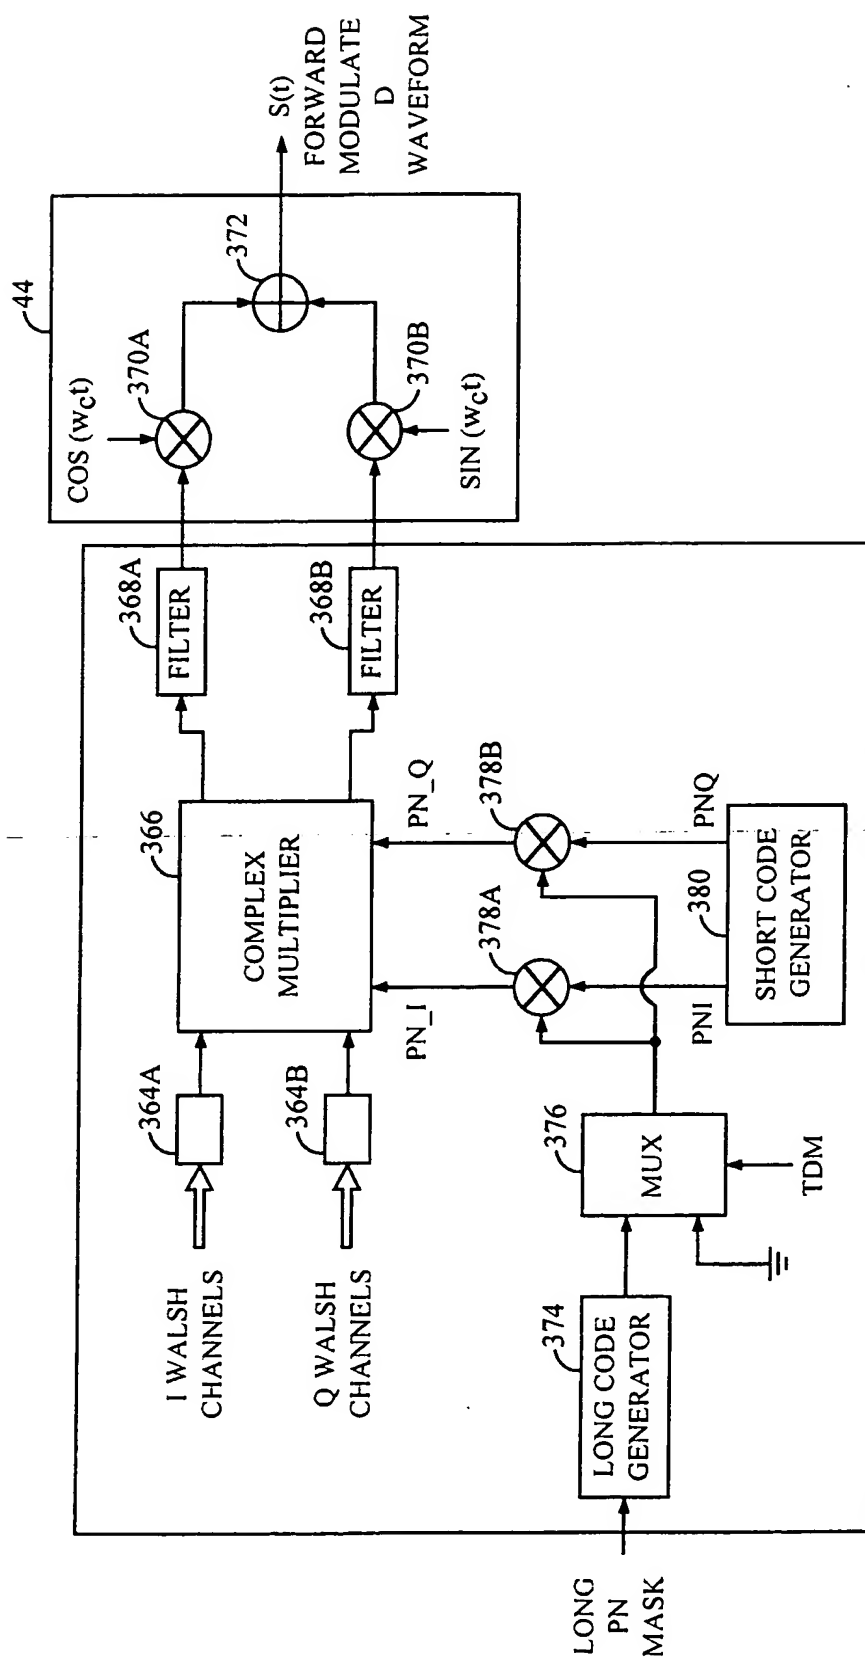 I WALSH
CHANNELS
Q WALSH
CHANNELS
364A
364B
366
COMPLEX
MULTIPLIER
368A
FILTER
368B
FILTER
44
COS (wct)
370A
372
370B
SIN (wct)
S(t)
FORWARD
MODULATE
D
WAVEFORM
PN_I
PN_Q
378A
378B
LONG
PN
MASK
374
LONG CODE
GENERATOR
376
MUX
TDM
PNI
PNQ
380
SHORT CODE
GENERATOR